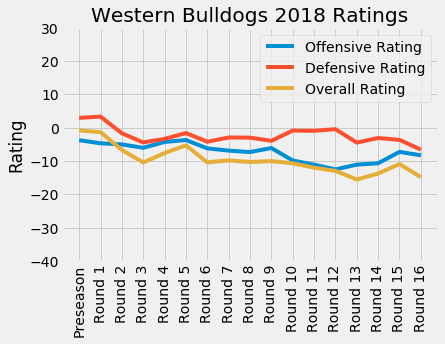 Western Bulldogs 2018 Ratings
Offensive Rating
Defensive Rating
Overall Rating
Rating
30
20
10
0
−10
−20
−30
−40
Preseason
Round 1
Round 2
Round 3
Round 4
Round 5
Round 6
Round 7
Round 8
Round 9
Round 10
Round 11
Round 12
Round 13
Round 14
Round 15
Round 16